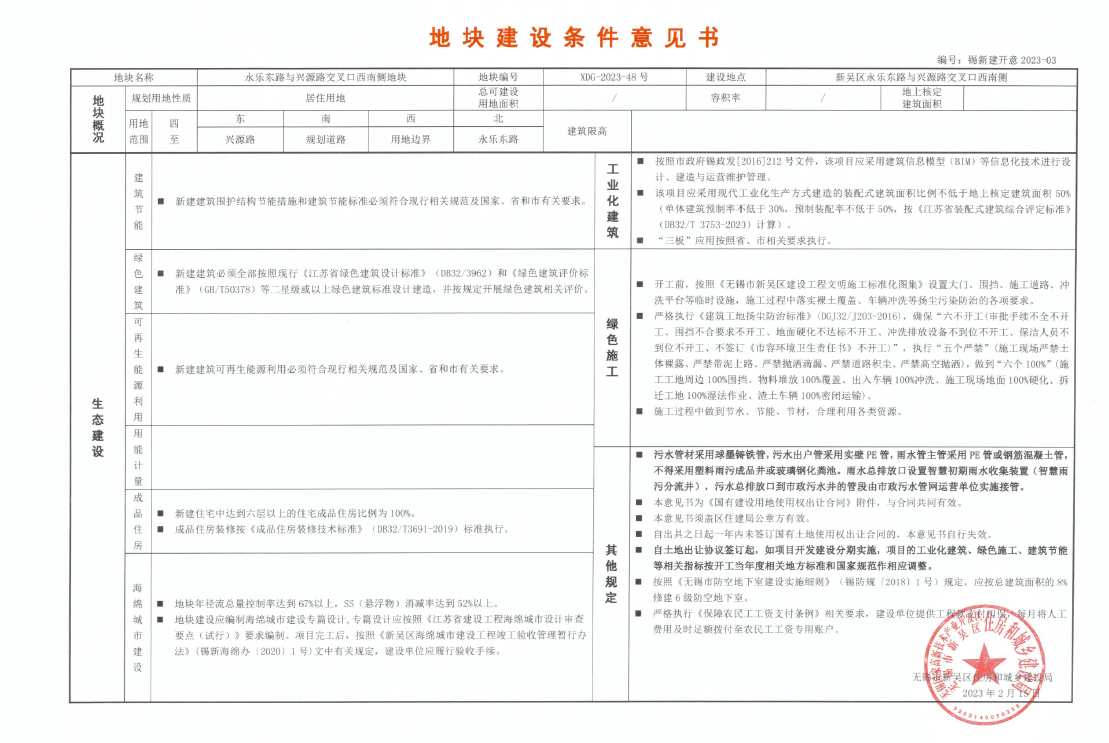 地块建设条件意见书
编号：锡新建开意 2023-03
地块名称 永乐东路与兴源路交叉口西南侧地块 地块编号 XDG-2023-48 号 建设地点 新吴区永乐东路与兴源路交叉口西南侧
地块概况
规划用地性质 居住用地 总可建设用地面积 / 容积率 / 地上核定建筑面积
用地范围 四至 东 南 西 北 建筑限高
兴源路 规划道路 用地边界 永乐东路
生态建设
建筑节能
■ 新建建筑围护结构节能措施和建筑节能标准必须符合现行相关规范及国家、省和市有关要求。
绿色建筑
■ 新建建筑必须全部按照现行《江苏省绿色建筑设计标准》（DB32/3962）和《绿色建筑评价标
准》（GB/T50378）等二星级或以上绿色建筑标准设计建造，并按规定开展绿色建筑相关评价。
可再生能源利用
■ 新建建筑可再生能源利用必须符合现行相关规范及国家、省和市有关要求。
用能计量
成品住房
■ 新建住宅中达到六层以上的住宅成品住房比例为100%。
■ 成品住房装修按《成品住房装修技术标准》（DB32/T3691-2019）标准执行。
海绵城市建设
■ 地块年径流总量控制率达到 67%以上，SS（悬浮物）消减率达到52%以上。
■ 地块建设应编制海绵城市建设专篇设计，专篇设计应按照《江苏省建设工程海绵城市设计审查
要点（试行）》要求编制。项目完工后，按照《新吴区海绵城市建设工程竣工验收管理暂行办
法》（锡新海绵办〔2020〕1 号）文中有关规定，建设单位应履行验收手续。
工业化建筑
■ 按照市政府锡政发[2016]212 号文件，该项目应采用建筑信息模型（BIM）等信息化技术进行设
计、建造与运营维护管理。
■ 该项目应采用现代工业化生产方式建造的装配式建筑面积比例不低于地上核定建筑面积 50%
（单体建筑预制率不低于 30%，预制装配率不低于 50%，按《江苏省装配式建筑综合评定标准》
（DB32/T 3753-2020）计算）。
■ “三板”应用按照省、市相关要求执行。
绿色施工
■ 开工前，按照《无锡市新吴区建设工程文明施工标准化图集》设置大门、围挡、施工道路、冲
洗平台等临时设施，施工过程中落实裸土覆盖、车辆冲洗等扬尘污染防治的各项要求。
■ 严格执行《建筑工地扬尘防治标准》（DGJ32/J203-2016），确保“六不开工(审批手续不全不开
工、围挡不合要求不开工、地面硬化不达标不开工、冲洗排放设备不到位不开工、保洁人员不
到位不开工、不签订《市容环境卫生责任书》不开工)”，执行“五个严禁”（施工现场严禁土
体裸露、严禁带泥上路、严禁抛洒滴漏、严禁道路积尘、严禁高空抛洒)，做到“六个 100%”（施
工工地周边 100%围挡、物料堆放 100%覆盖、出入车辆 100%冲洗、施工现场地面 100%硬化、拆
迁工地 100%湿法作业、渣土车辆 100%密闭运输)。
■ 施工过程中做到节水、节能、节材，合理利用各类资源。
其他规定
■ 污水管材采用球墨铸铁管，污水出户管采用实壁 PE 管，雨水管主管采用 PE 管或钢筋混凝土管，
不得采用塑料雨污成品井或玻璃钢化粪池。雨水总排放口设置智慧初期雨水收集装置（智慧雨
污分流井），污水总排放口到市政污水井的管段由市政污水管网运营单位实施接管。
■ 本意见书为《国有建设用地使用权出让合同》附件，与合同共同有效。
■ 本意见书须盖区住建局公章方有效。
■ 自出具之日起一年内未签订国有土地使用权出让合同的，本意见书自行失效。
■ 自土地出让协议签订起，如项目开发建设分期实施，项目的工业化建筑、绿色施工、建筑节能
等相关指标按开工当年度相关地方标准和国家规范作相应调整。
■ 按照《无锡市防空地下室建设实施细则》（锡防规〔2018〕1 号）规定，应按总建筑面积的 8%
修建 6 级防空地下室。
■ 严格执行《保障农民工工资支付条例》相关要求，建设单位提供工程款支付担保，每月将人工
费用及时足额拨付至农民工工资专用账户。
无锡市新吴区住房和城乡建设局
2023 年 2 月 15 日
无锡国家高新技术产业开发区
无锡市新吴区住房和城乡建设局